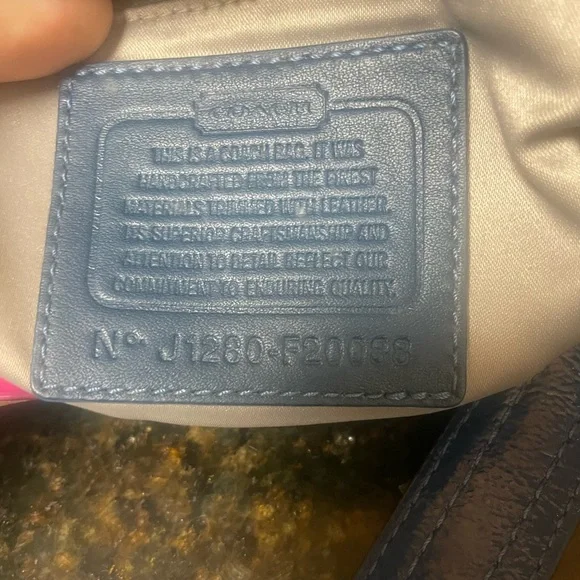 COACH
THIS IS A COACH BAG. IT WAS
HANDCRAFTED FROM THE FINEST
MATERIALS TRIMMED WITH LEATHER.
ITS SUPERIOR CRAFTSMANSHIP AND
ATTENTION TO DETAIL REFLECT OUR
COMMITMENT TO ENDURING QUALITY.
Nº J1280-F20098